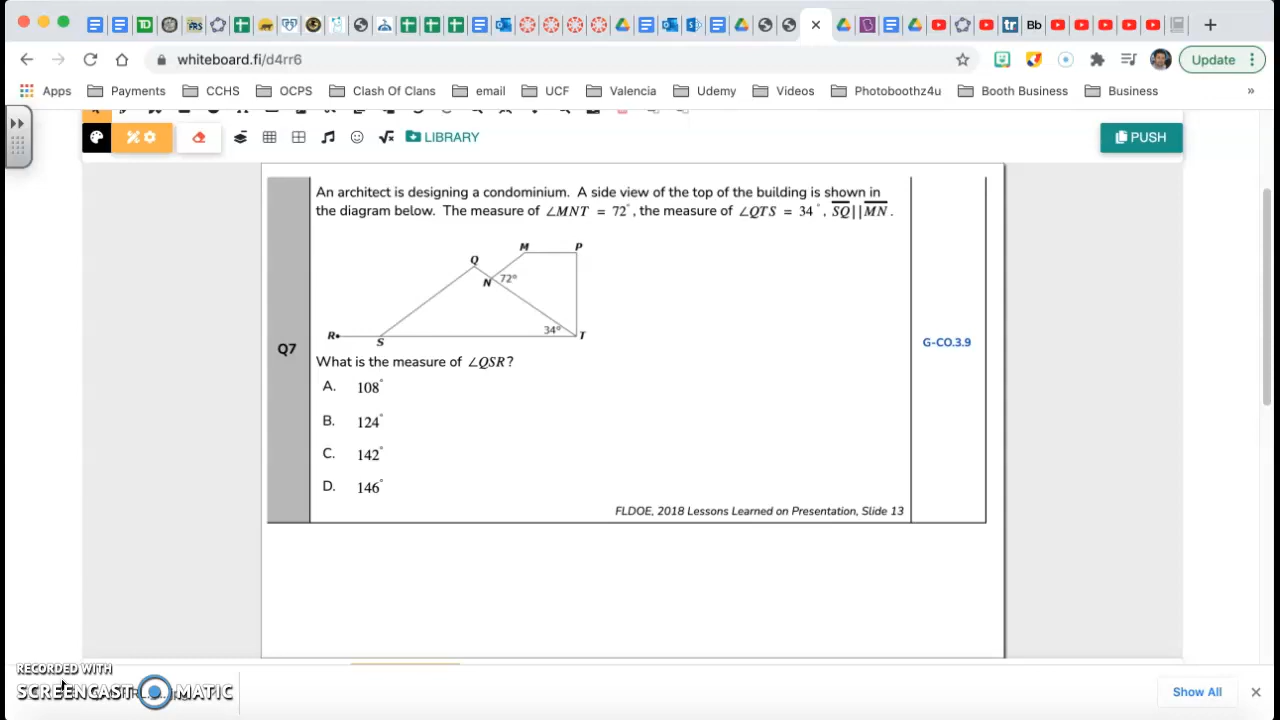 whiteboard.fi/d4rr6
Update
Apps Payments CCHS OCPS Clash Of Clans email UCF Valencia Udemy Videos Photoboothz4u Booth Business Business »
LIBRARY
PUSH
An architect is designing a condominium. A side view of the top of the building is shown in
the diagram below. The measure of ∠MNT = 72°, the measure of ∠QTS = 34°, SQ||MN.
M P
Q
N 72º
34º
R S T
Q7
G-CO.3.9
What is the measure of ∠QSR?
A. 108°
B. 124°
C. 142°
D. 146°
FLDOE, 2018 Lessons Learned on Presentation, Slide 13
RECORDED WITH
SCREENCAST MATIC
Show All